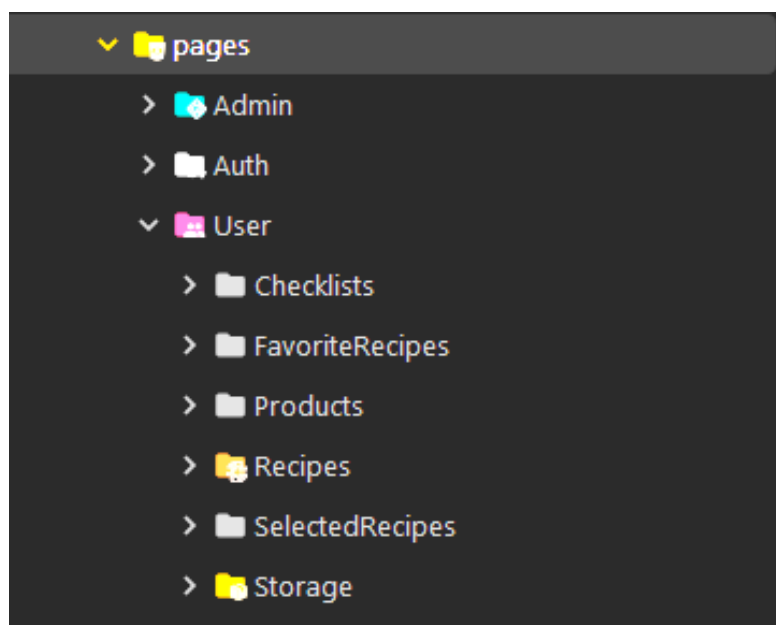 pages
Admin
Auth
User
Checklists
FavoriteRecipes
Products
Recipes
SelectedRecipes
Storage